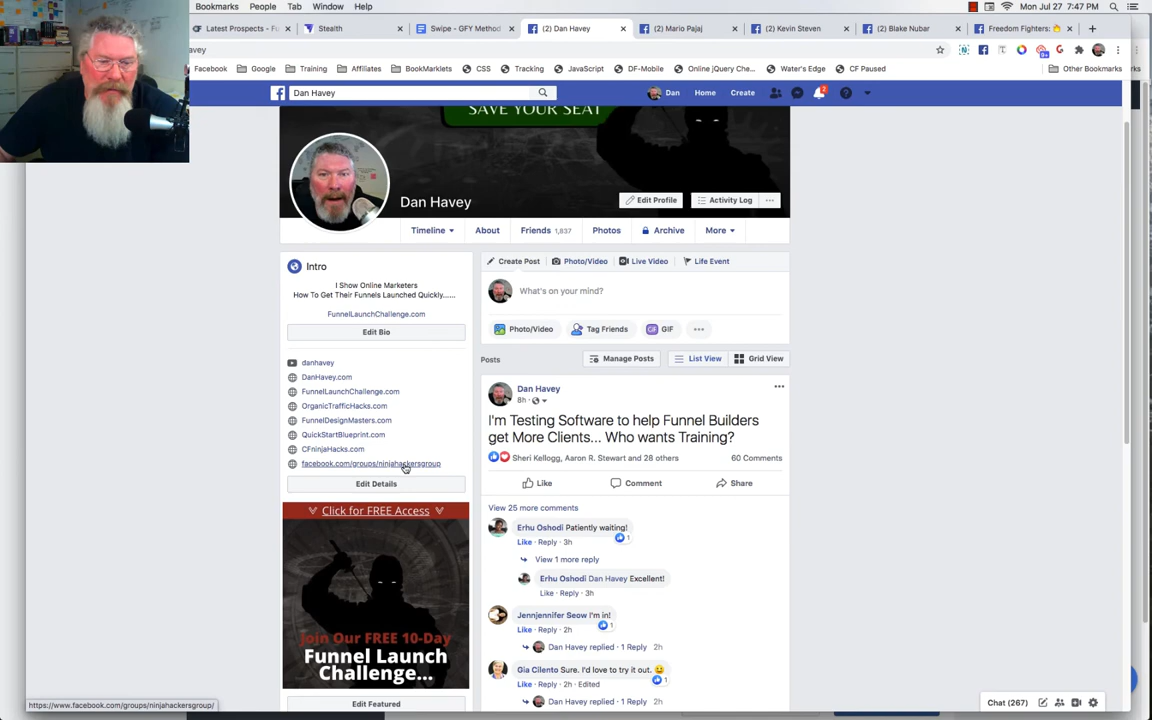 Bookmarks People Tab Window Help
Mon Jul 27 7:47 PM
Latest Prospects - Fo
Stealth
Swipe - GFY Method
(2) Dan Havey
(2) Mario Pajaj
(2) Kevin Steven
(2) Blake Nubar
Freedom Fighters:
avey
Facebook Google Training Affiliates BookMarklets CSS Tracking JavaScript DF-Mobile Online jQuery Che... Water's Edge CF Paused Other Bookmarks
Dan Havey
Dan Home Create
2
SAVE YOUR SEAT
Dan Havey
Edit Profile
Activity Log
Timeline About Friends 1,837 Photos Archive More
Intro
I Show Online Marketers
How To Get Their Funnels Launched Quickly......
FunnelLaunchChallenge.com
Edit Bio
danhavey
DanHavey.com
FunnelLaunchChallenge.com
OrganicTrafficHacks.com
FunnelDesignMasters.com
QuickStartBlueprint.com
CFninjaHacks.com
facebook.com/groups/ninjahackersgroup
Edit Details
Click for FREE Access
Join Our FREE 10-Day
Funnel Launch
Challenge...
Edit Featured
Create Post Photo/Video Live Video Life Event
What's on your mind?
Photo/Video Tag Friends GIF
Posts
Manage Posts List View Grid View
Dan Havey
8h
I'm Testing Software to help Funnel Builders
get More Clients... Who wants Training?
Sheri Kellogg, Aaron R. Stewart and 28 others 60 Comments
Like Comment Share
View 25 more comments
Erhu Oshodi Patiently waiting!
1
Like · Reply · 3h
View 1 more reply
Erhu Oshodi Dan Havey Excellent!
Like · Reply · 3h
Jennjennifer Seow I'm in!
1
Like · Reply · 2h
Dan Havey replied · 1 Reply 2h
Gia Cilento Sure. I'd love to try it out.
1
Like · Reply · 2h · Edited
Dan Havey replied · 1 Reply 2h
Chat (267)
https://www.facebook.com/groups/ninjahackersgroup/